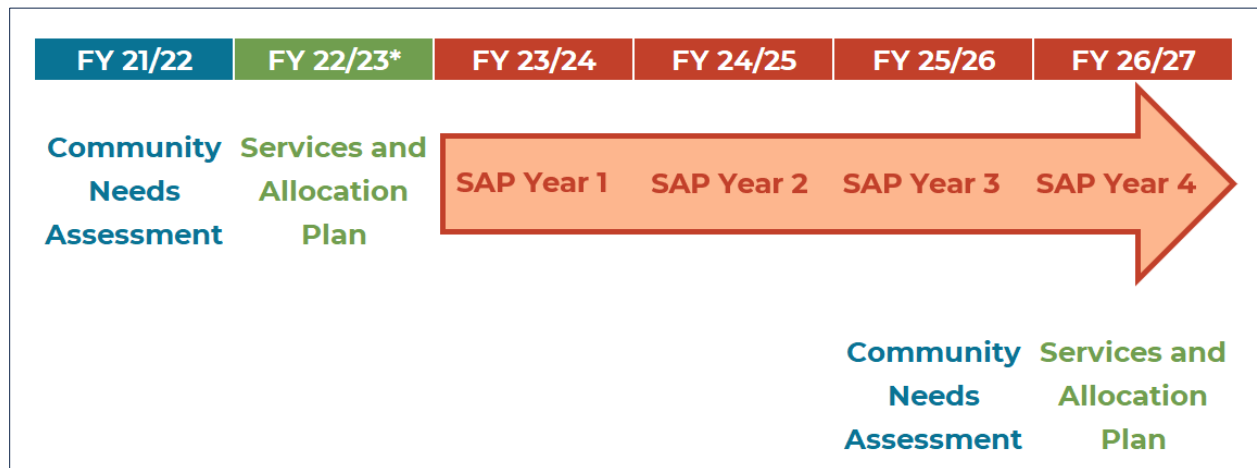 FY 21/22 FY 22/23* FY 23/24 FY 24/25 FY 25/26 FY 26/27
Community
Needs
Assessment
Services and
Allocation
Plan
SAP Year 1 SAP Year 2 SAP Year 3 SAP Year 4
Community
Needs
Assessment
Services and
Allocation
Plan